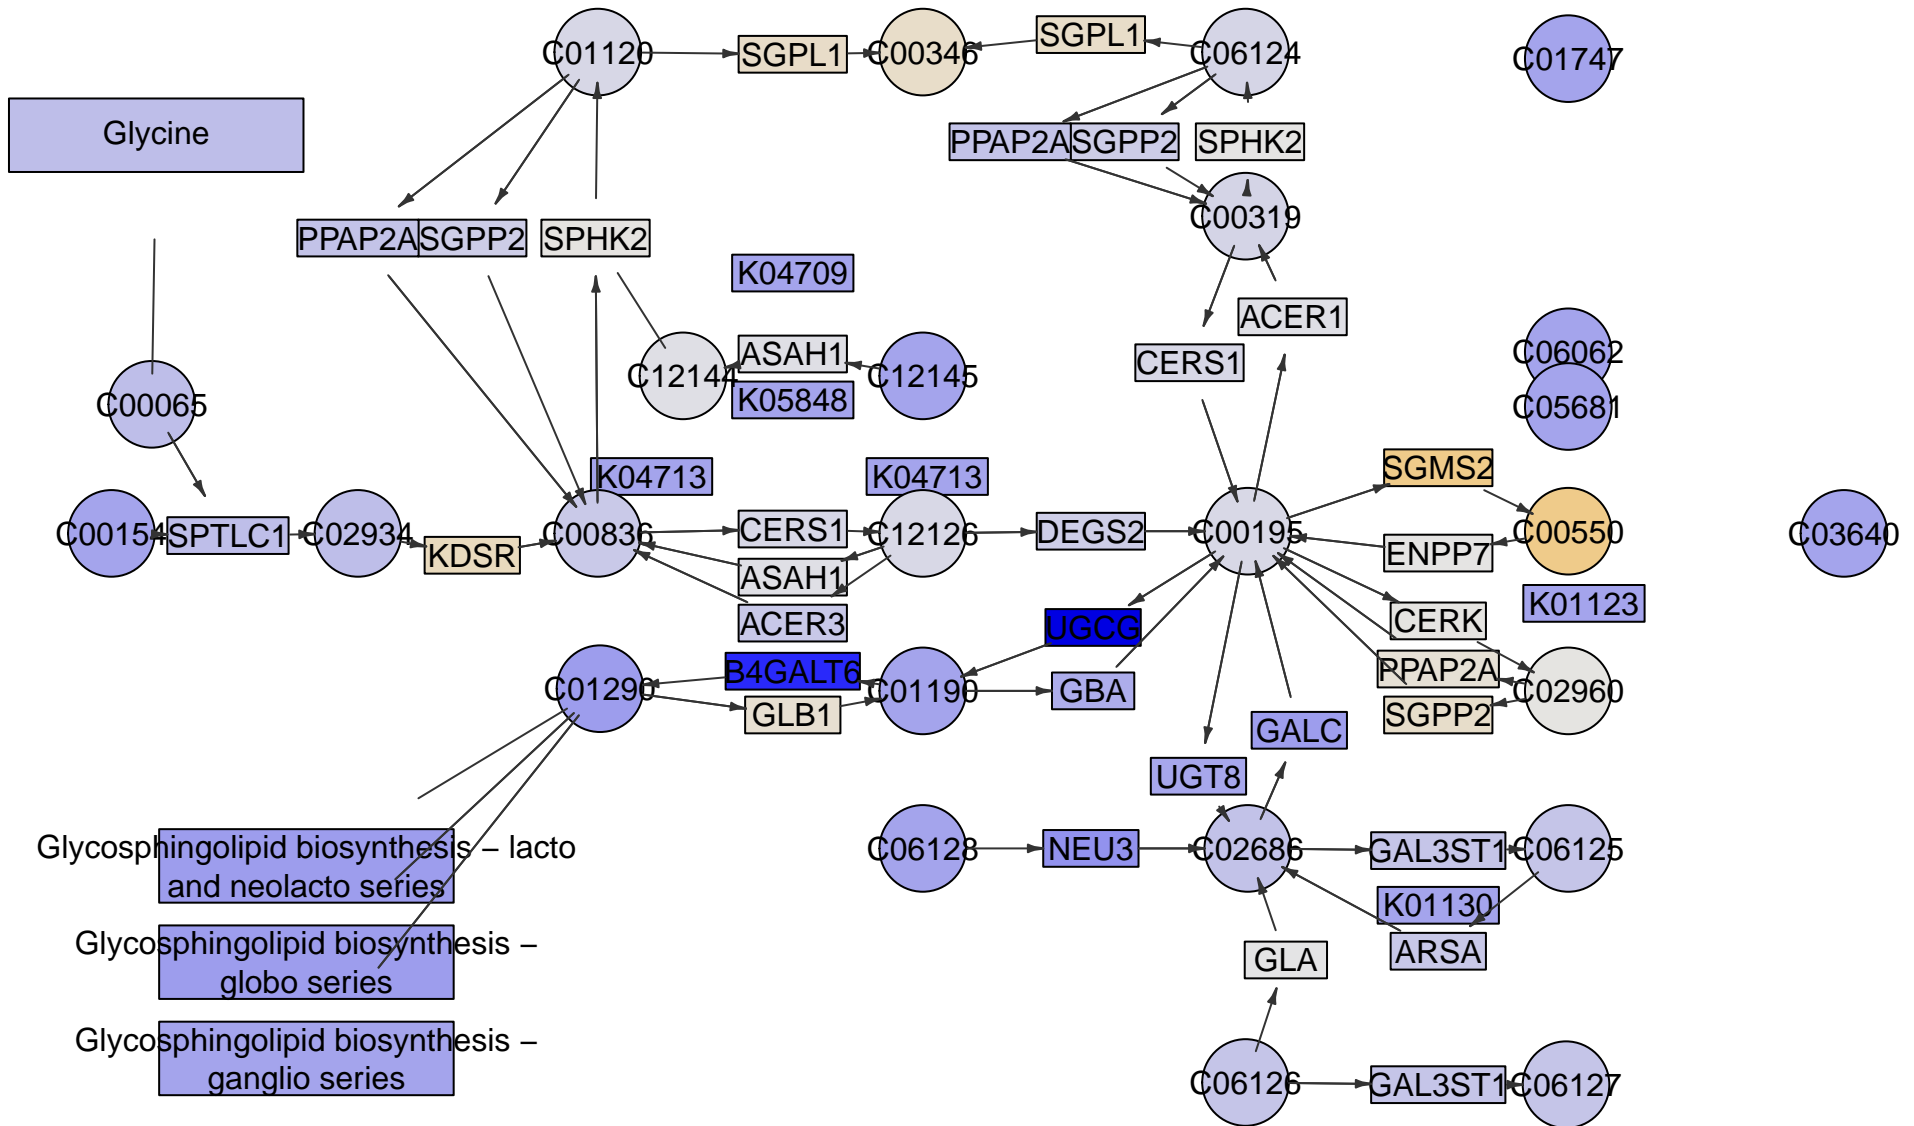 C01120
SGPL1
C00346
SGPL1
C06124
C01747
Glycine
PPAP2A
SGPP2
SPHK2
C00319
PPAP2A
SGPP2
SPHK2
K04709
ACER1
ASAH1
CERS1
C06062
C12144
C12145
K05848
C00065
C05681
K04713
K04713
SGMS2
C00154
SPTLC1
C02934
KDSR
C00836
CERS1
C12126
DEGS2
C00195
C00550
C03640
ENPP7
ASAH1
ACER3
K01123
CERK
UGCG
B4GALT6
PPAP2A
C01290
C01190
GBA
C02960
GLB1
SGPP2
GALC
UGT8
Glycosphingolipid biosynthesis – lacto
and neolacto series
C06128
NEU3
C02686
GAL3ST1
C06125
K01130
Glycosphingolipid biosynthesis –
globo series
GLA
ARSA
Glycosphingolipid biosynthesis –
ganglio series
C06126
GAL3ST1
C06127